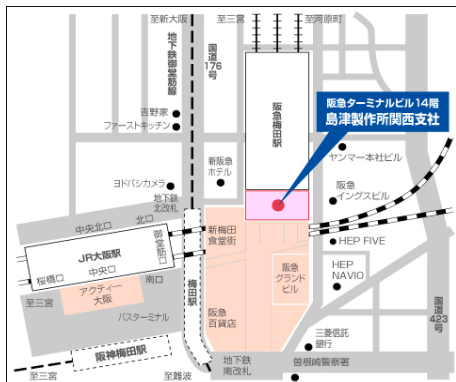 至新大阪
至三宮
至河原町
地下鉄御堂筋線
国道
176
号
阪急梅田駅
阪急ターミナルビル14階
島津製作所関西支社
吉野家
ファーストキッチン
新阪急
ホテル
ヤンマー本社ビル
ヨドバシカメラ
地下鉄
北改札
阪急
イングスビル
中央北口
北口
JR大阪駅
御堂筋口
新梅田
食堂街
HEP FIVE
桜橋口
中央口
南口
阪急
グランド
ビル
HEP
NAVIO
至三宮
アクティー
大阪
バスターミナル
梅田駅
阪急
百貨店
国道
423
号
三菱信託
銀行
阪神梅田駅
地下鉄
南改札
曽根崎警察署
至三宮
至難波